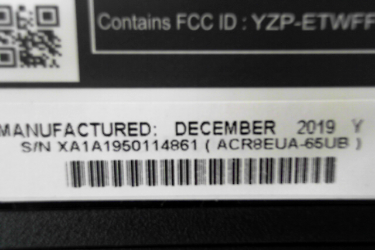 Contains FCC ID : YZP-ETWFF
MANUFACTURED: DECEMBER 2019 Y
S/N XA1A1950114861 ( ACR8EUA-65UB )